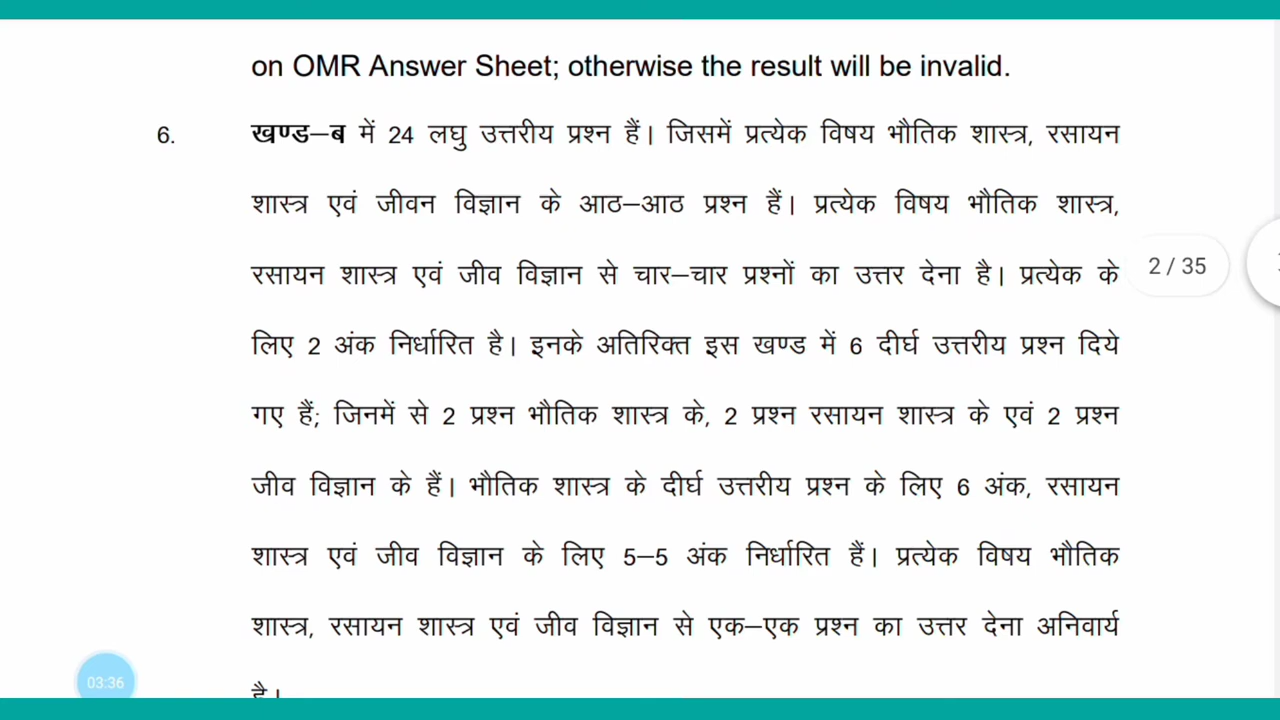 on OMR Answer Sheet; otherwise the result will be invalid.
6. खण्ड–ब में 24 लघु उत्तरीय प्रश्न हैं। जिसमें प्रत्येक विषय भौतिक शास्त्र, रसायन
शास्त्र एवं जीवन विज्ञान के आठ–आठ प्रश्न हैं। प्रत्येक विषय भौतिक शास्त्र,
रसायन शास्त्र एवं जीव विज्ञान से चार–चार प्रश्नों का उत्तर देना है। प्रत्येक के
2 / 35
लिए 2 अंक निर्धारित है। इनके अतिरिक्त इस खण्ड में 6 दीर्घ उत्तरीय प्रश्न दिये
गए हैं; जिनमें से 2 प्रश्न भौतिक शास्त्र के, 2 प्रश्न रसायन शास्त्र के एवं 2 प्रश्न
जीव विज्ञान के हैं। भौतिक शास्त्र के दीर्घ उत्तरीय प्रश्न के लिए 6 अंक, रसायन
शास्त्र एवं जीव विज्ञान के लिए 5–5 अंक निर्धारित हैं। प्रत्येक विषय भौतिक
शास्त्र, रसायन शास्त्र एवं जीव विज्ञान से एक–एक प्रश्न का उत्तर देना अनिवार्य
है।
03:36